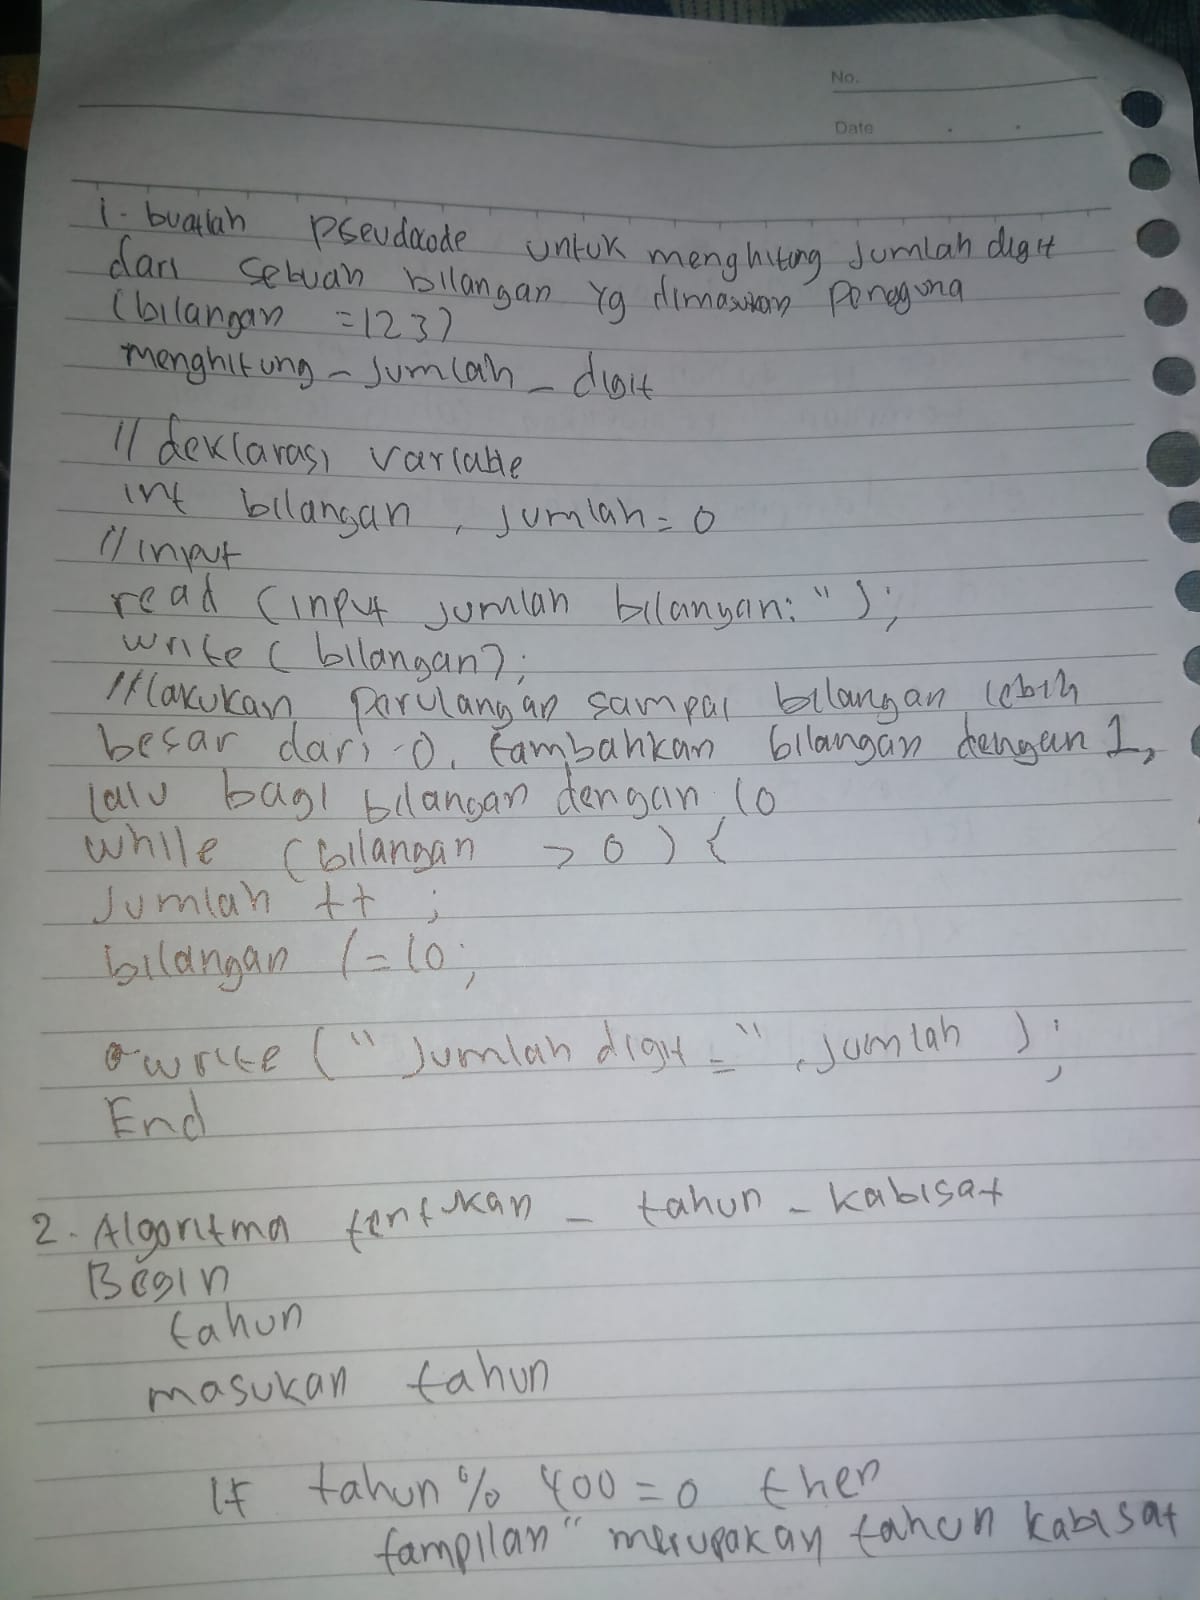 No.
Date
1. buatlah pseudocode untuk menghitung jumlah digit
dari sebuah bilangan yg dimasukan pengguna
(bilangan =123)
menghitung - jumlah - digit
// deklarasi variable
int bilangan , jumlah = 0
// input
read (input jumlah bilangan: ");
write ( bilangan);
// lakukan perulangan sampai bilangan lebih
besar dari 0. tambahkan bilangan dengan 1,
lalu bagi bilangan dengan 10
while (bilangan > 0 ) {
Jumlah ++ ;
bilangan /= 10;
write (" Jumlah digit = " , jumlah );
End
2. Algoritma tentukan - tahun - kabisat
Begin
tahun
masukan tahun
If tahun % 400 = 0 then
tampilan " merupakan tahun kabisat